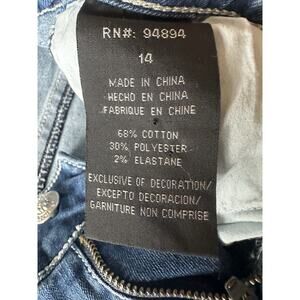 RN#: 94894
14
MADE IN CHINA
HECHO EN CHINA
FABRIQUE EN CHINE
68% COTTON
30% POLYESTER
2% ELASTANE
EXCLUSIVE OF DECORATION/
EXCEPTO DECORACION/
GARNITURE NON COMPRISE